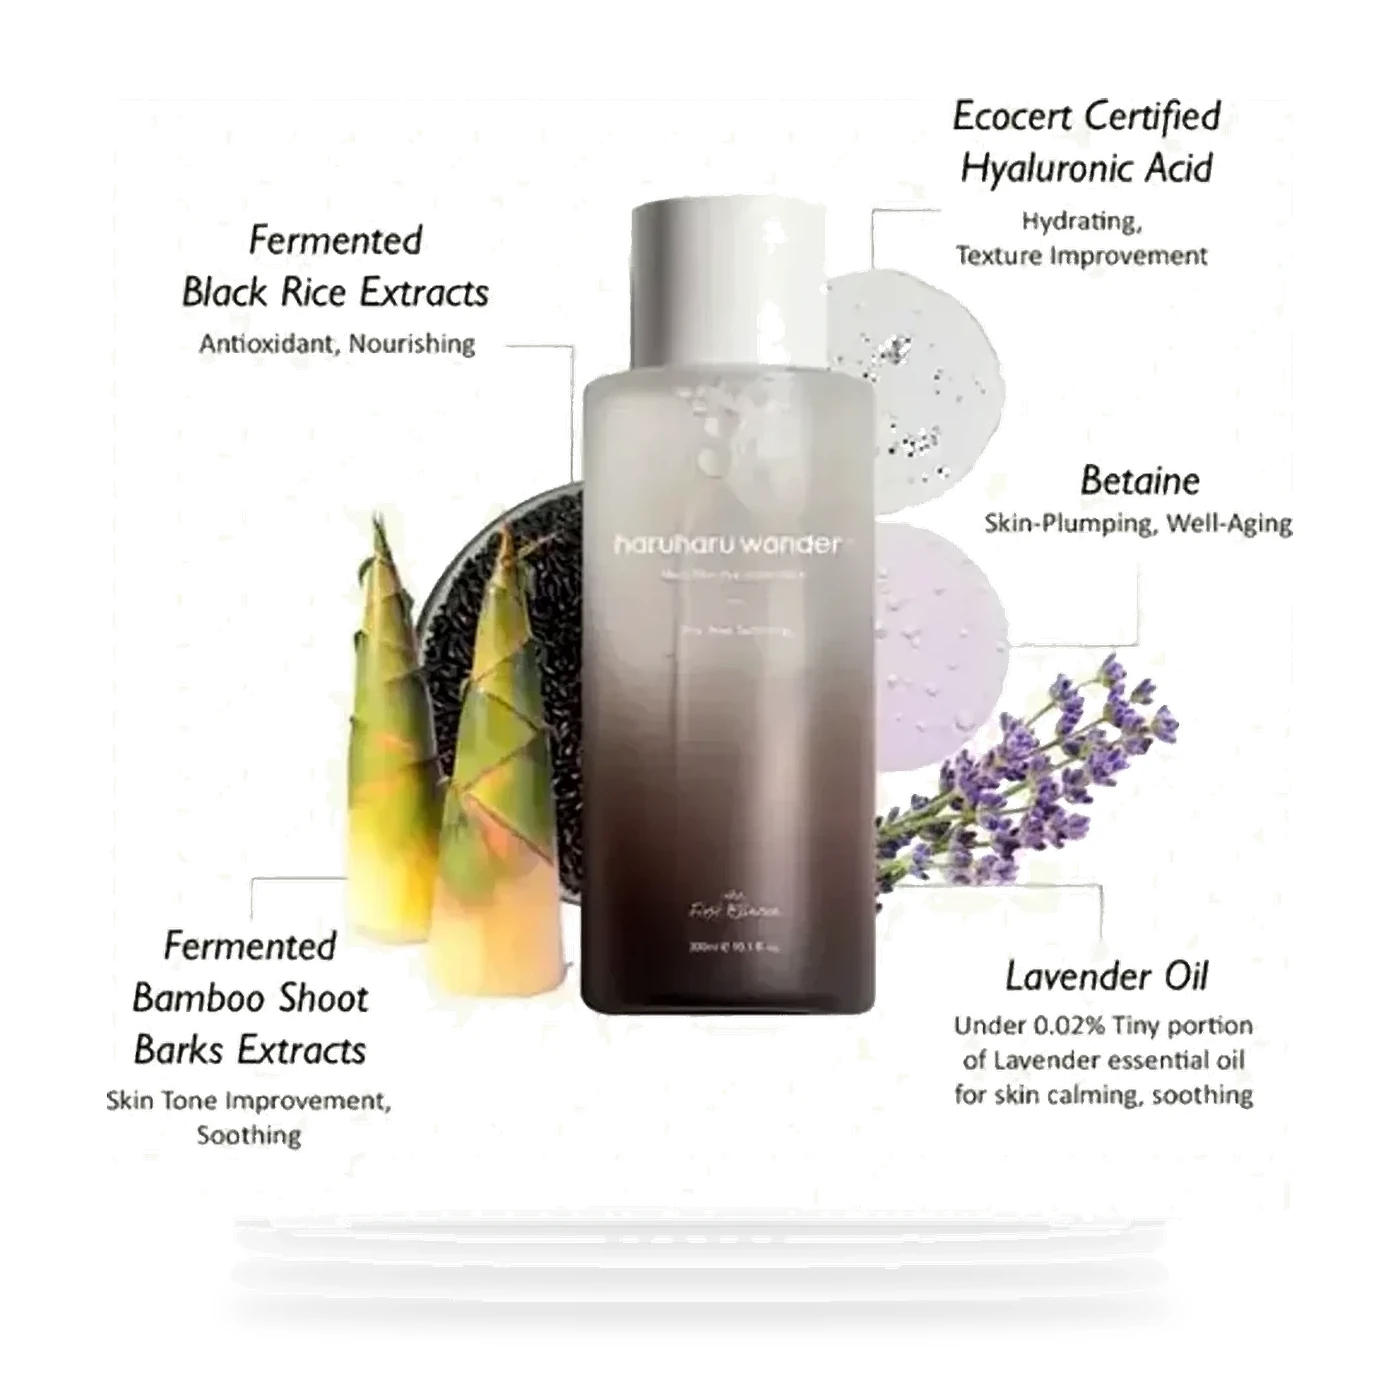 Ecocert Certified
Hyaluronic Acid
Hydrating,
Texture Improvement
Fermented
Black Rice Extracts
Antioxidant, Nourishing
Betaine
Skin-Plumping, Well-Aging
haruharu wonder
First Essence
Fermented
Bamboo Shoot
Barks Extracts
Skin Tone Improvement,
Soothing
Lavender Oil
Under 0.02% Tiny portion
of Lavender essential oil
for skin calming, soothing